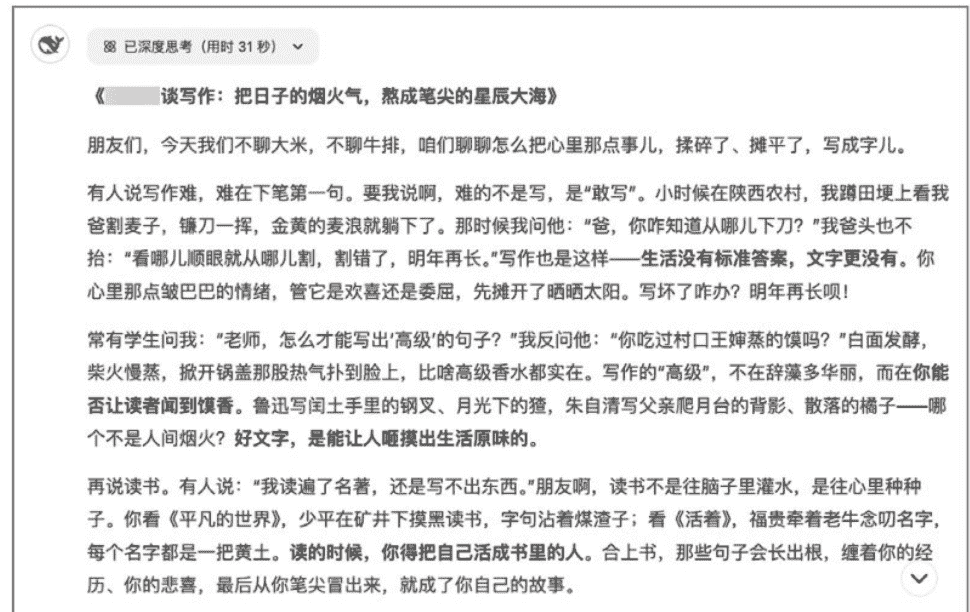 已深度思考（用时 31 秒）
《谈写作：把日子的烟火气，熬成笔尖的星辰大海》
朋友们，今天我们不聊大米，不聊牛排，咱们聊聊怎么把心里那点事儿，揉碎了、摊平了，写成字儿。
有人说写作难，难在下笔第一句。要我说啊，难的不是写，是“敢写”。小时候在陕西农村，我蹲田埂上看我
爸割麦子，镰刀一挥，金黄的麦浪就躺下了。那时候我问他：“爸，你咋知道从哪儿下刀？”我爸头也不
抬：“看哪儿顺眼就从哪儿割，割错了，明年再长。”写作也是这样——生活没有标准答案，文字更没有。你
心里那点皱巴巴的情绪，管它是欢喜还是委屈，先摊开了晒晒太阳。写坏了咋办？明年再长呗！
常有学生问我：“老师，怎么才能写出‘高级’的句子？”我反问他：“你吃过村口王婶蒸的馍吗？”白面发酵，
柴火慢蒸，掀开锅盖那股热气扑到脸上，比啥高级香水都实在。写作的“高级”，不在辞藻多华丽，而在你能
否让读者闻到馍香。鲁迅写闰土手里的钢叉、月光下的猹，朱自清写父亲爬月台的背影、散落的橘子——哪
个不是人间烟火？好文字，是能让人咂摸出生活原味的。
再说读书。有人说：“我读遍了名著，还是写不出东西。”朋友啊，读书不是往脑子里灌水，是往心里种种
子。你看《平凡的世界》，少平在矿井下摸黑读书，字句沾着煤渣子；看《活着》，福贵牵着老牛念叨名字，
每个名字都是一把黄土。读的时候，你得把自己活成书里的人。合上书，那些句子会长出根，缠着你的经
历、你的悲喜，最后从你笔尖冒出来，就成了你自己的故事。